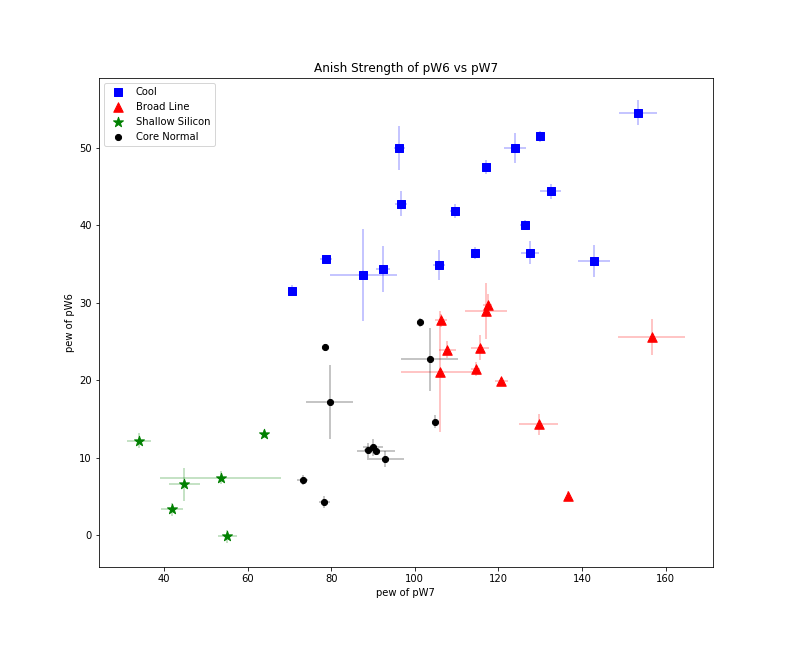 Anish Strength of pW6 vs pW7
Cool
Broad Line
Shallow Silicon
Core Normal
50
40
30
20
10
0
pew of pW6
40 60 80 100 120 140 160
pew of pW7